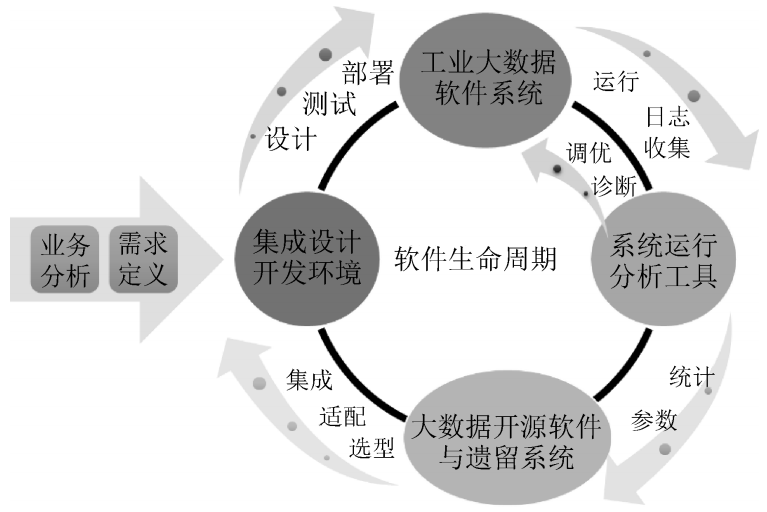 部署
测试
设计
工业大数据
软件系统
运行
日志
收集
调优
诊断
业务
分析
需求
定义
集成设计
开发环境
软件生命周期
系统运行
分析工具
集成
适配
选型
大数据开源软件
与遗留系统
统计
参数